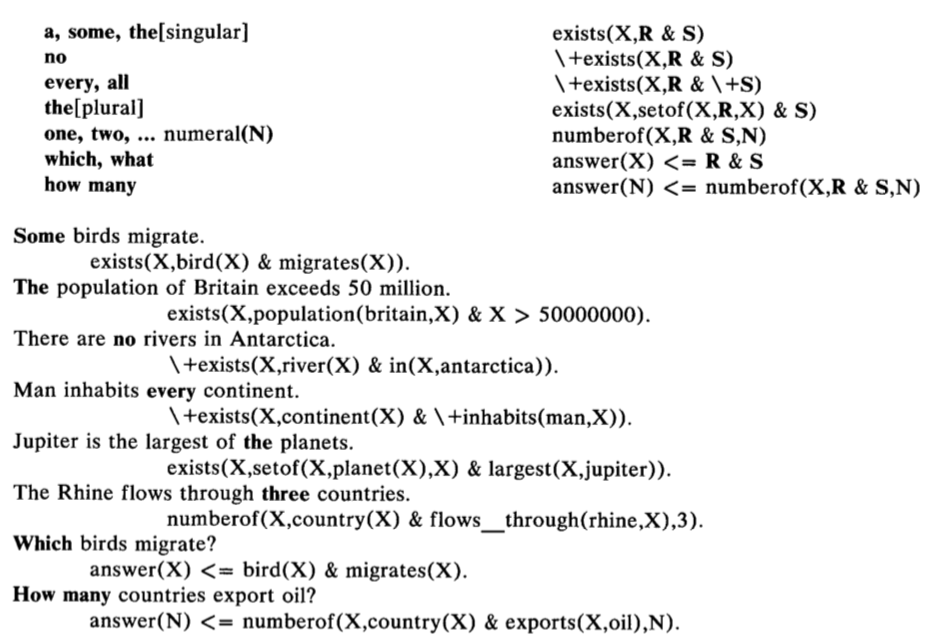 a, some, the[singular] exists(X,R & S)
no \+exists(X,R & S)
every, all \+exists(X,R & \+S)
the[plural] exists(X,setof(X,R,X) & S)
one, two, ... numeral(N) numberof(X,R & S,N)
which, what answer(X) <= R & S
how many answer(N) <= numberof(X,R & S,N)
Some birds migrate.
exists(X,bird(X) & migrates(X)).
The population of Britain exceeds 50 million.
exists(X,population(britain,X) & X > 50000000).
There are no rivers in Antarctica.
\+exists(X,river(X) & in(X,antarctica)).
Man inhabits every continent.
\+exists(X,continent(X) & \+inhabits(man,X)).
Jupiter is the largest of the planets.
exists(X,setof(X,planet(X),X) & largest(X,jupiter)).
The Rhine flows through three countries.
numberof(X,country(X) & flows__through(rhine,X),3).
Which birds migrate?
answer(X) <= bird(X) & migrates(X).
How many countries export oil?
answer(N) <= numberof(X,country(X) & exports(X,oil),N).